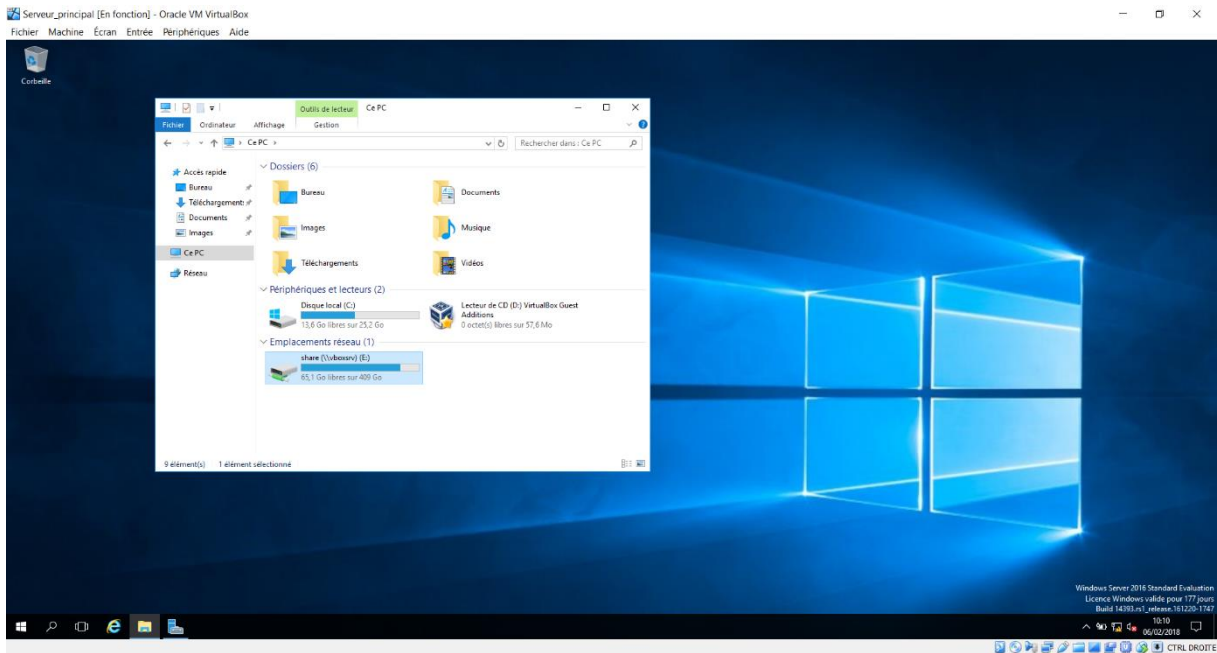 Serveur_principal [En fonction] - Oracle VM VirtualBox
Fichier Machine Écran Entrée Périphériques Aide
Corbeille
Outils de lecteur Ce PC
Fichier Ordinateur Affichage Gestion
Ce PC
Rechercher dans : Ce PC
Accès rapide
Bureau
Téléchargements
Documents
Images
Ce PC
Réseau
Dossiers (6)
Bureau
Documents
Images
Musique
Téléchargements
Vidéos
Périphériques et lecteurs (2)
Disque local (C:)
13,6 Go libres sur 25,2 Go
Lecteur de CD (D:) VirtualBox Guest
Additions
0 octet(s) libres sur 57,6 Mo
Emplacements réseau (1)
share (\\vboxsrv) (E:)
65,1 Go libres sur 409 Go
9 élément(s) 1 élément sélectionné
Windows Server 2016 Standard Evaluation
Licence Windows valide pour 177 jours
Build 14393.rs1_release.161220-1747
10:10
06/02/2018
CTRL DROITE